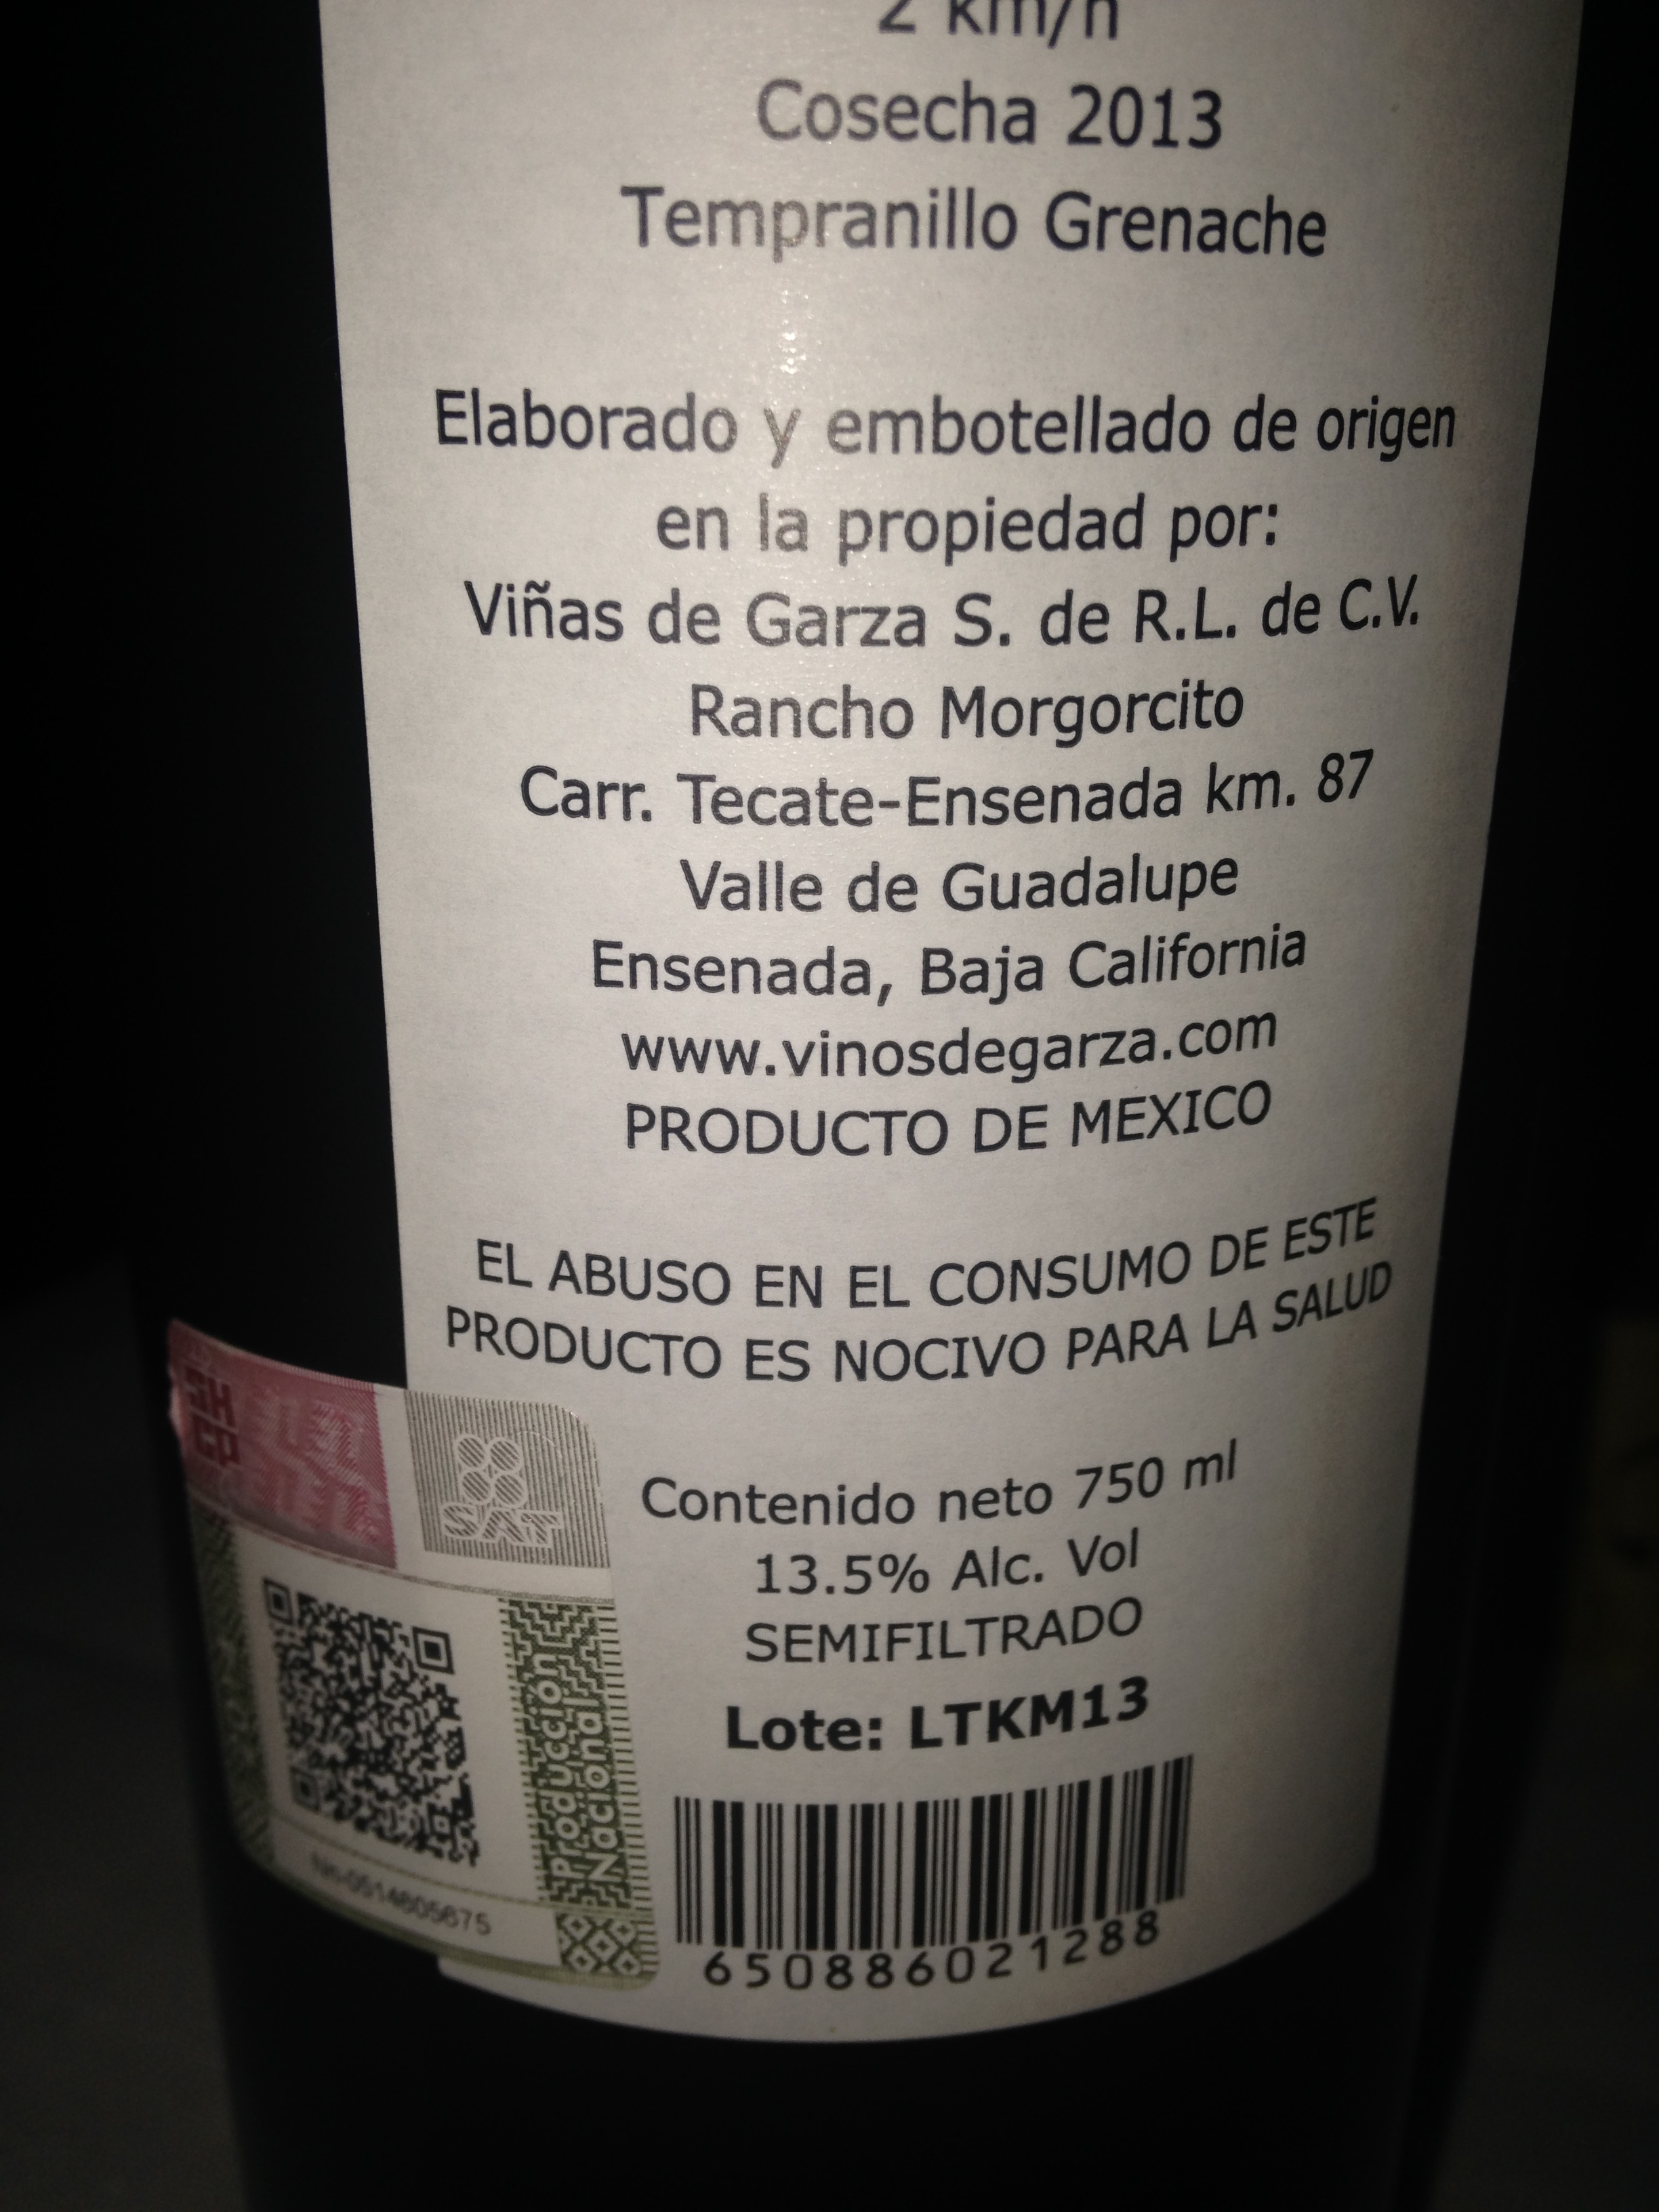 2 km/h
Cosecha 2013
Tempranillo Grenache
Elaborado y embotellado de origen
en la propiedad por:
Viñas de Garza S. de R.L. de C.V.
Rancho Morgorcito
Carr. Tecate-Ensenada km. 87
Valle de Guadalupe
Ensenada, Baja California
www.vinosdegarza.com
PRODUCTO DE MEXICO
EL ABUSO EN EL CONSUMO DE ESTE
PRODUCTO ES NOCIVO PARA LA SALUD
SH
CP
SAT
Contenido neto 750 ml
13.5% Alc. Vol
SEMIFILTRADO
Lote: LTKM13
Producción
Nacional
650886021288